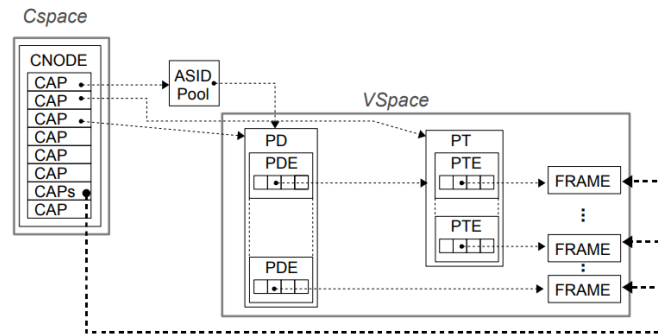 Cspace
CNODE
CAP
CAP
CAP
CAP
CAP
CAP
CAPs
CAP
ASID
Pool
VSpace
PD
PDE
PDE
PT
PTE
PTE
FRAME
FRAME
FRAME